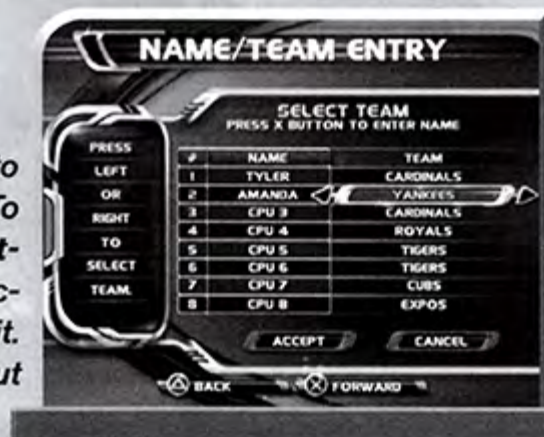 NAME/TEAM ENTRY
SELECT TEAM
PRESS X BUTTON TO ENTER NAME
PRESS
LEFT
OR
RIGHT
TO
SELECT
TEAM.
# NAME TEAM
1 TYLER CARDINALS
2 AMANDA YANKEES
3 CPU 3 CARDINALS
4 CPU 4 ROYALS
5 CPU 5 TIGERS
6 CPU 6 TIGERS
7 CPU 7 CUBS
8 CPU 8 EXPOS
ACCEPT CANCEL
BACK FORWARD
it.